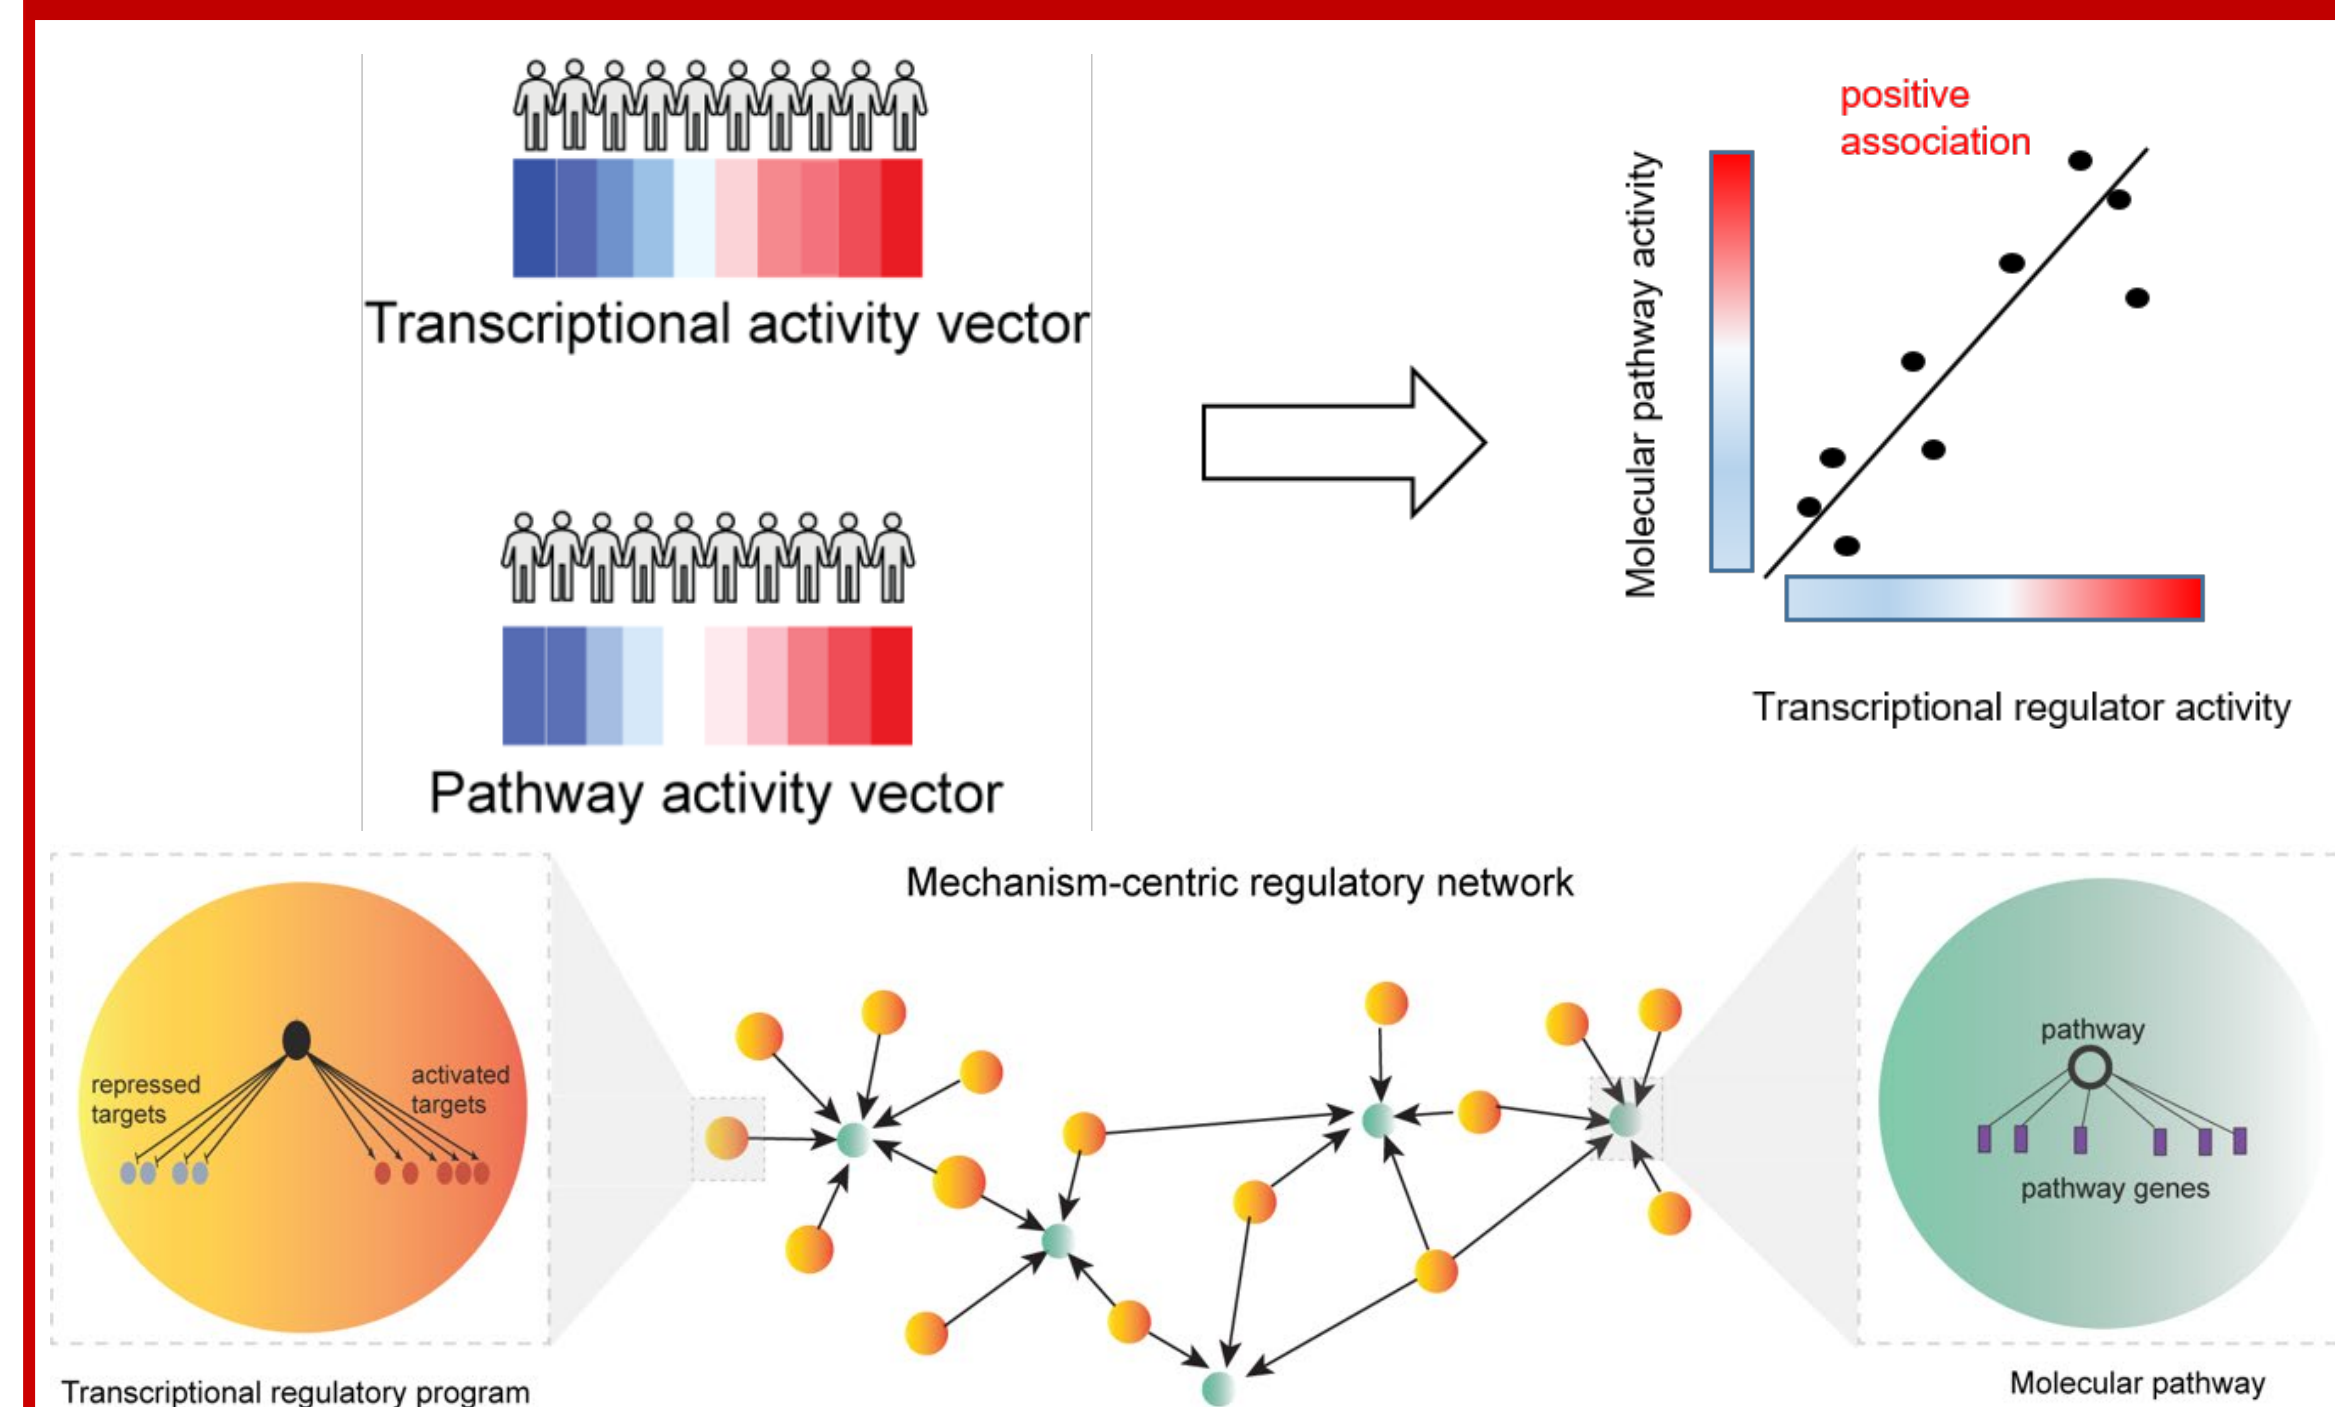 Transcriptional activity vector
Pathway activity vector
positive
association
Molecular pathway activity
Transcriptional regulator activity
Mechanism-centric regulatory network
repressed
targets
activated
targets
Transcriptional regulatory program
pathway
pathway genes
Molecular pathway